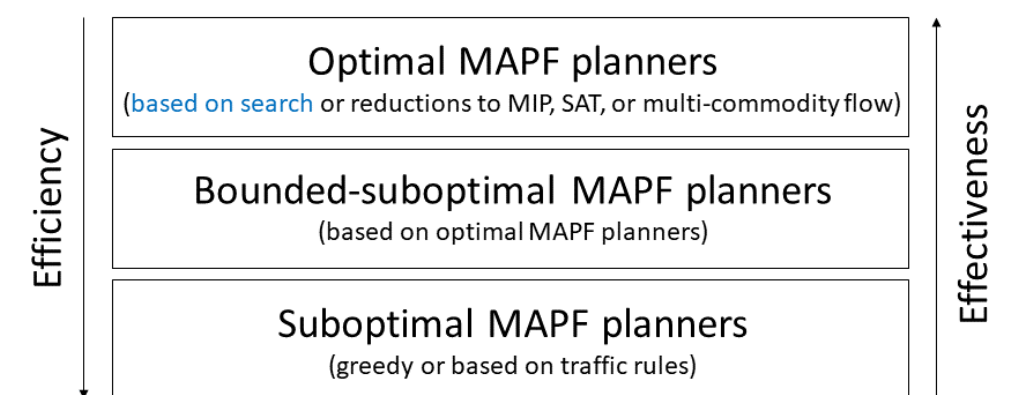 Optimal MAPF planners
(based on search or reductions to MIP, SAT, or multi-commodity flow)
Efficiency
Bounded-suboptimal MAPF planners
(based on optimal MAPF planners)
Effectiveness
Suboptimal MAPF planners
(greedy or based on traffic rules)